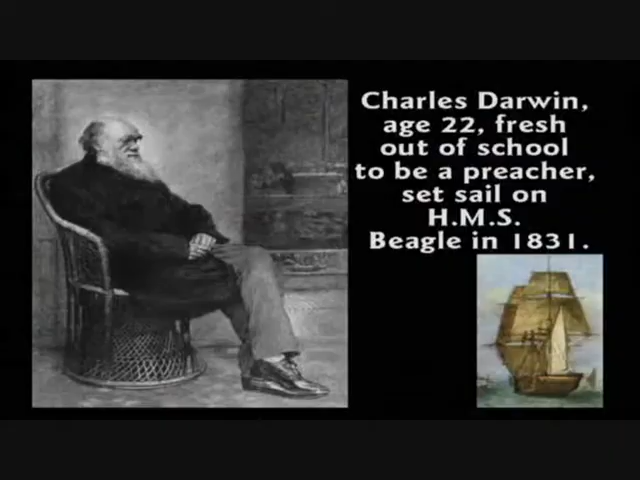 Charles Darwin,
age 22, fresh
out of school
to be a preacher,
set sail on
H.M.S.
Beagle in 1831.